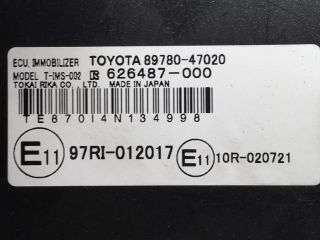 ECU, IMMOBILIZER TOYOTA 89780-47020
MODEL T-IMS-002 R 626487-000
TOKAI RIKA CO., LTD. MADE IN JAPAN
TE87014N134998
E11 97RI-012017 E11 10R-020721